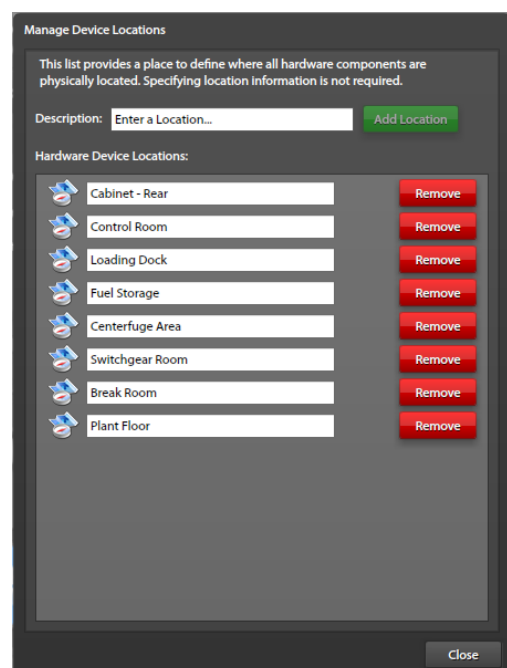 Manage Device Locations
This list provides a place to define where all hardware components are
physically located. Specifying location information is not required.
Description: Enter a Location... Add Location
Hardware Device Locations:
Cabinet - Rear Remove
Control Room Remove
Loading Dock Remove
Fuel Storage Remove
Centerfuge Area Remove
Switchgear Room Remove
Break Room Remove
Plant Floor Remove
Close